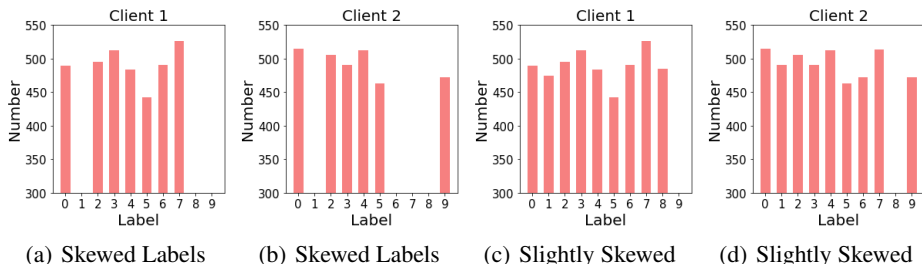 Client 1
550
500
450
400
350
300
Number
0 1 2 3 4 5 6 7 8 9
Label
(a) Skewed Labels
Client 2
550
500
450
400
350
300
Number
0 1 2 3 4 5 6 7 8 9
Label
(b) Skewed Labels
Client 1
550
500
450
400
350
300
Number
0 1 2 3 4 5 6 7 8 9
Label
(c) Slightly Skewed
Client 2
550
500
450
400
350
300
Number
0 1 2 3 4 5 6 7 8 9
Label
(d) Slightly Skewed